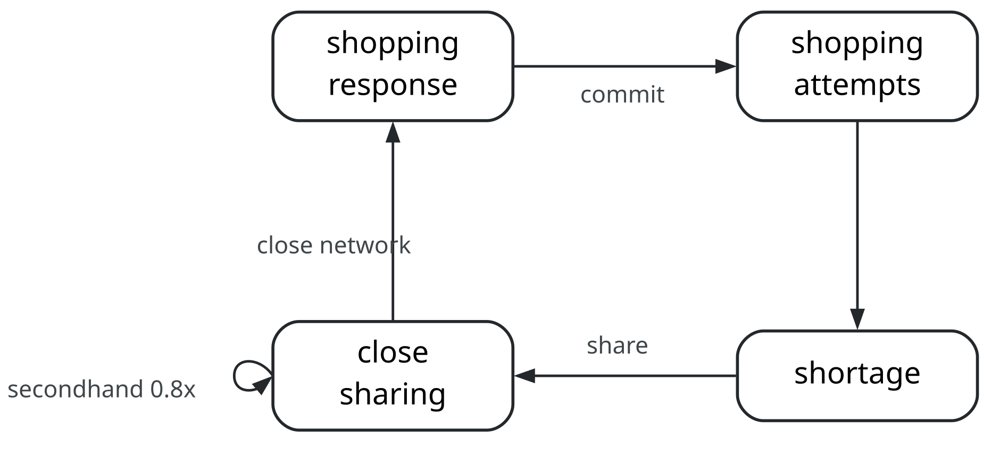 shopping
response
shopping
attempts
commit
close network
share
close
sharing
shortage
secondhand 0.8x